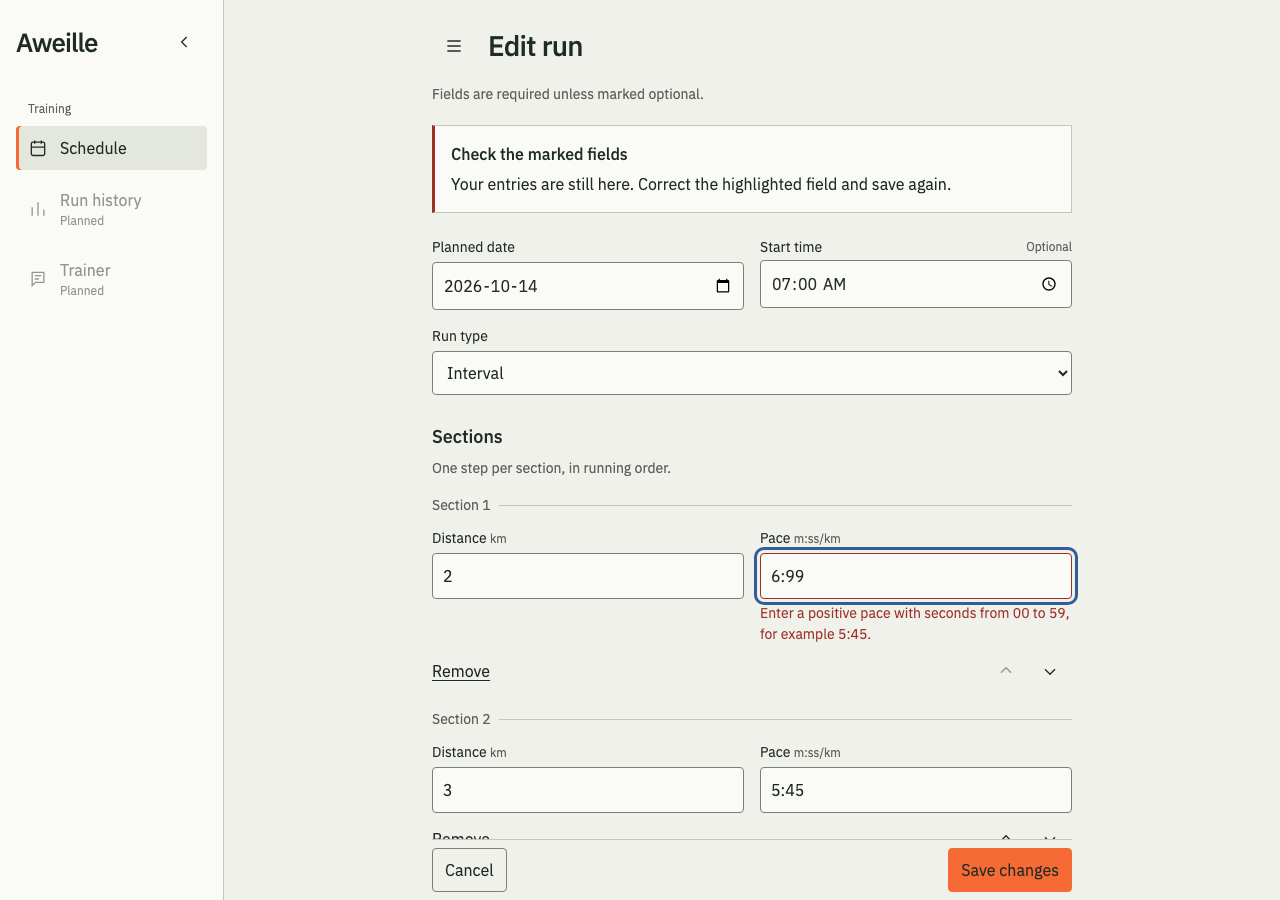 Aweille
Training
Schedule
Run history
Planned
Trainer
Planned
Edit run
Fields are required unless marked optional.
Check the marked fields
Your entries are still here. Correct the highlighted field and save again.
Planned date
2026-10-14
Start time Optional
07:00 AM
Run type
Interval
Sections
One step per section, in running order.
Section 1
Distance km
2
Pace m:ss/km
6:99
Enter a positive pace with seconds from 00 to 59,
for example 5:45.
Remove
Section 2
Distance km
3
Pace m:ss/km
5:45
Remove
Cancel
Save changes